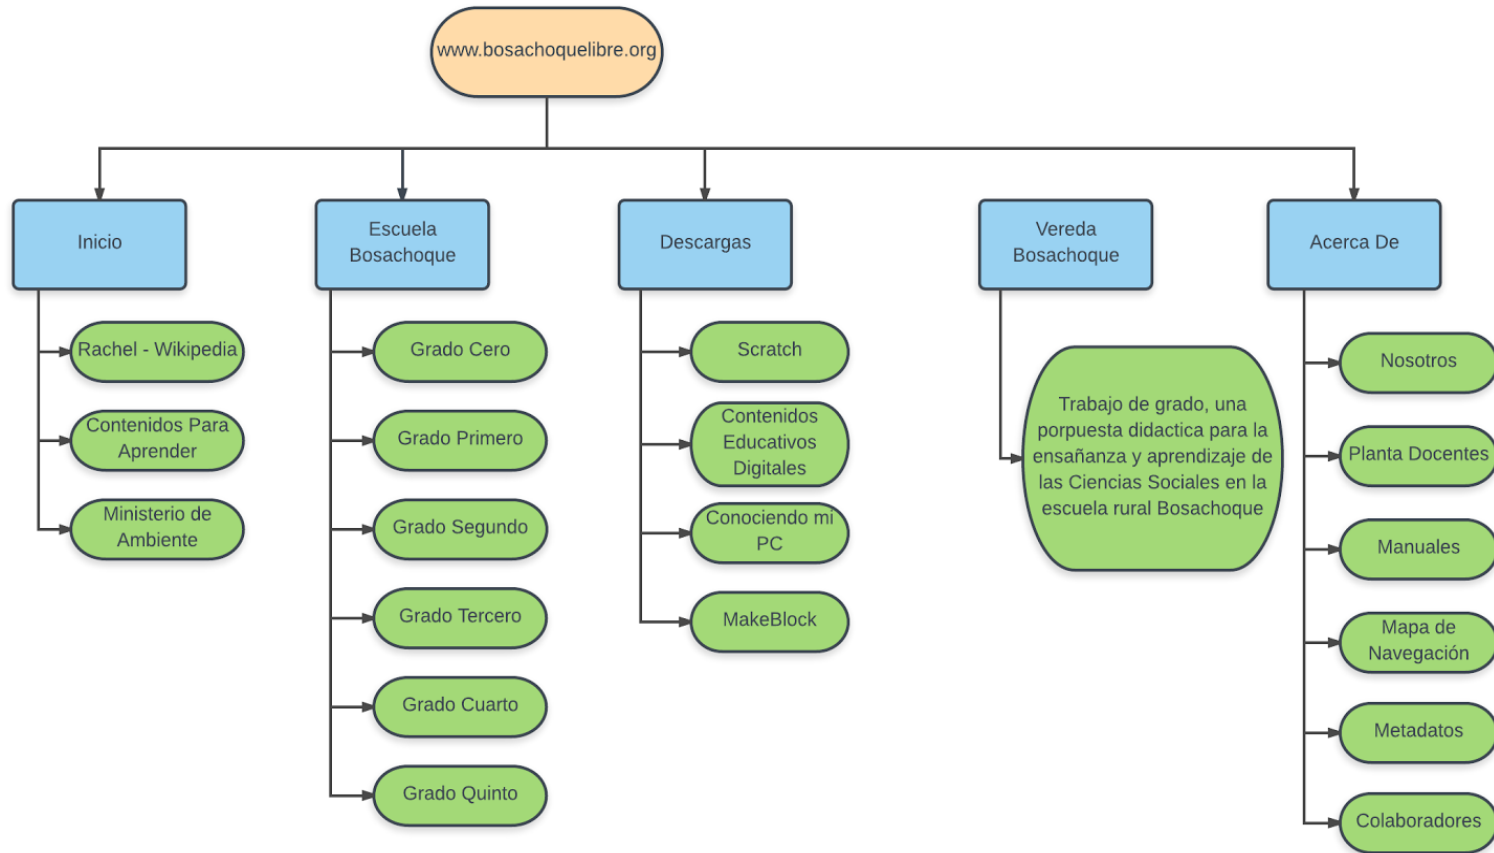 www.bosachoquelibre.org
Inicio
Escuela
Bosachoque
Descargas
Vereda
Bosachoque
Acerca De
Rachel - Wikipedia
Contenidos Para
Aprender
Ministerio de
Ambiente
Grado Cero
Grado Primero
Grado Segundo
Grado Tercero
Grado Cuarto
Grado Quinto
Scratch
Contenidos
Educativos
Digitales
Conociendo mi
PC
MakeBlock
Trabajo de grado, una
porpuesta didactica para la
ensañanza y aprendizaje de
las Ciencias Sociales en la
escuela rural Bosachoque
Nosotros
Planta Docentes
Manuales
Mapa de
Navegación
Metadatos
Colaboradores